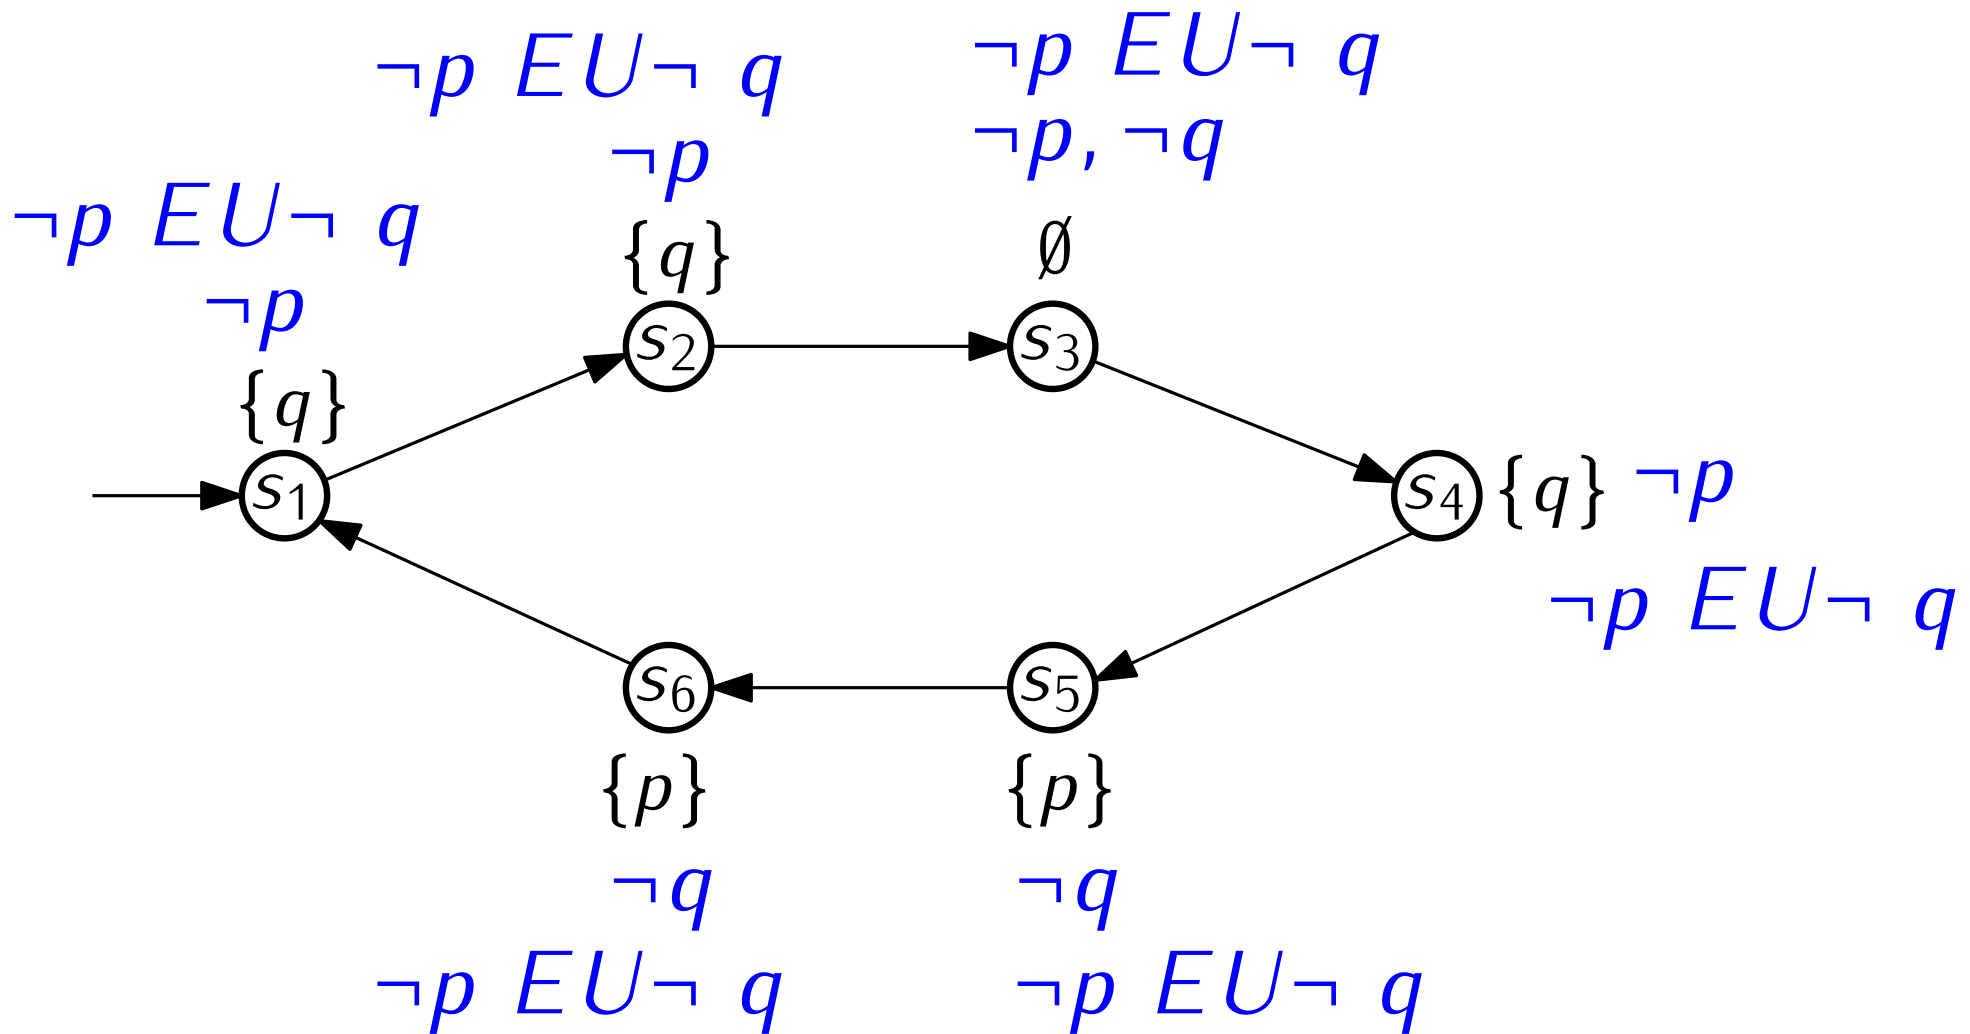 ¬p EU¬ q
¬p EU¬ q
¬p
¬p, ¬q
¬p EU¬ q
¬p
{q}
∅
{q}
s2
s3
s1
s4
{q} ¬p
¬p EU¬ q
s6
s5
{p}
{p}
¬q
¬q
¬p EU¬ q
¬p EU¬ q